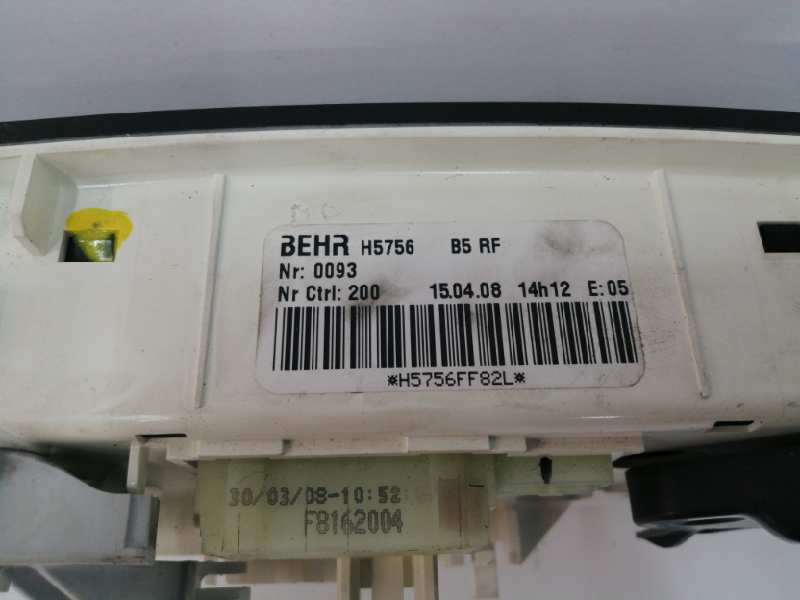 BEHR H5756 B5 RF
Nr: 0093
Nr Ctrl: 200 15.04.08 14h12 E: 05
*H5756FF82L*
30/03/08-10:52
F8162004